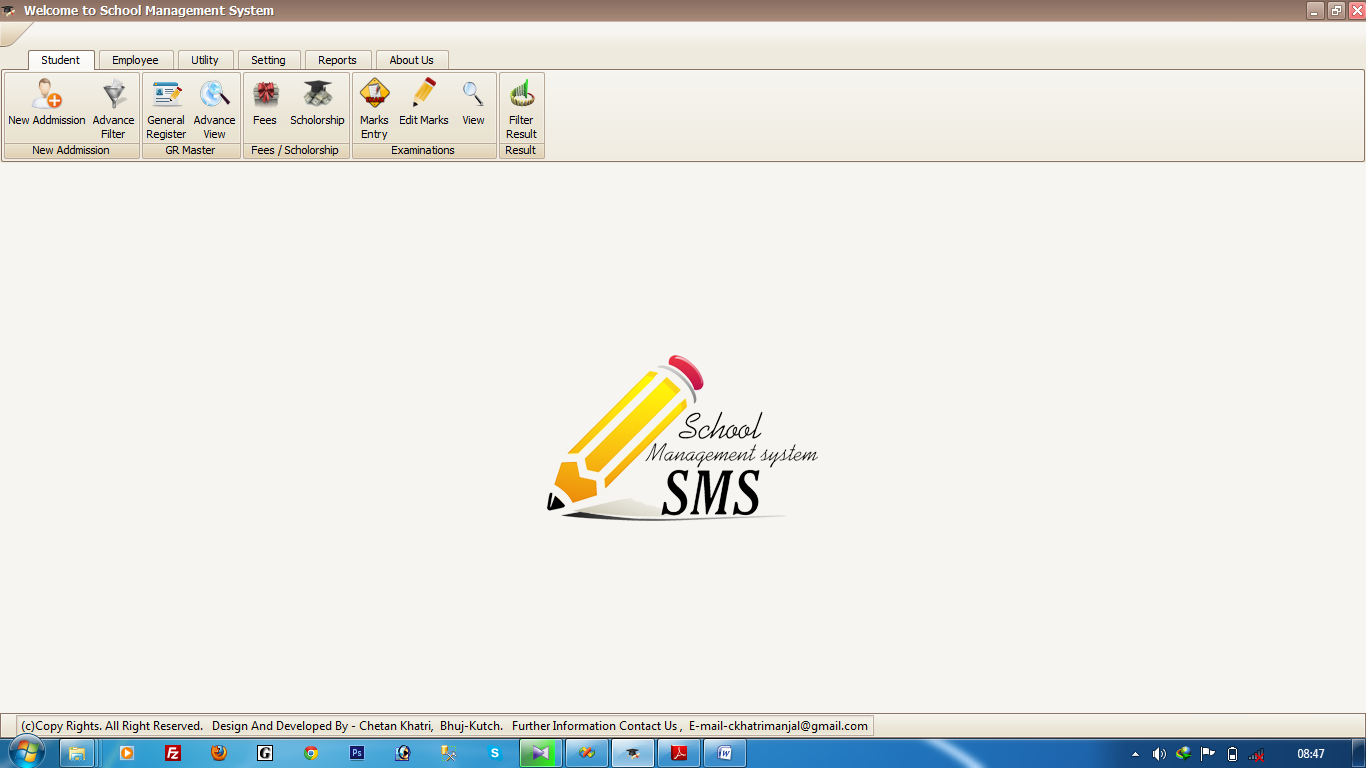 Welcome to School Management System
Student Employee Utility Setting Reports About Us
New Addmission Advance Filter General Register Advance View Fees Scholorship Marks Entry Edit Marks View Filter Result
New Addmission GR Master Fees / Scholorship Examinations Result
School
Management system
SMS
(c)Copy Rights. All Right Reserved. Design And Developed By - Chetan Khatri, Bhuj-Kutch. Further Information Contact Us , E-mail-ckhatrimanjal@gmail.com
Fz G Ps S W 08:47